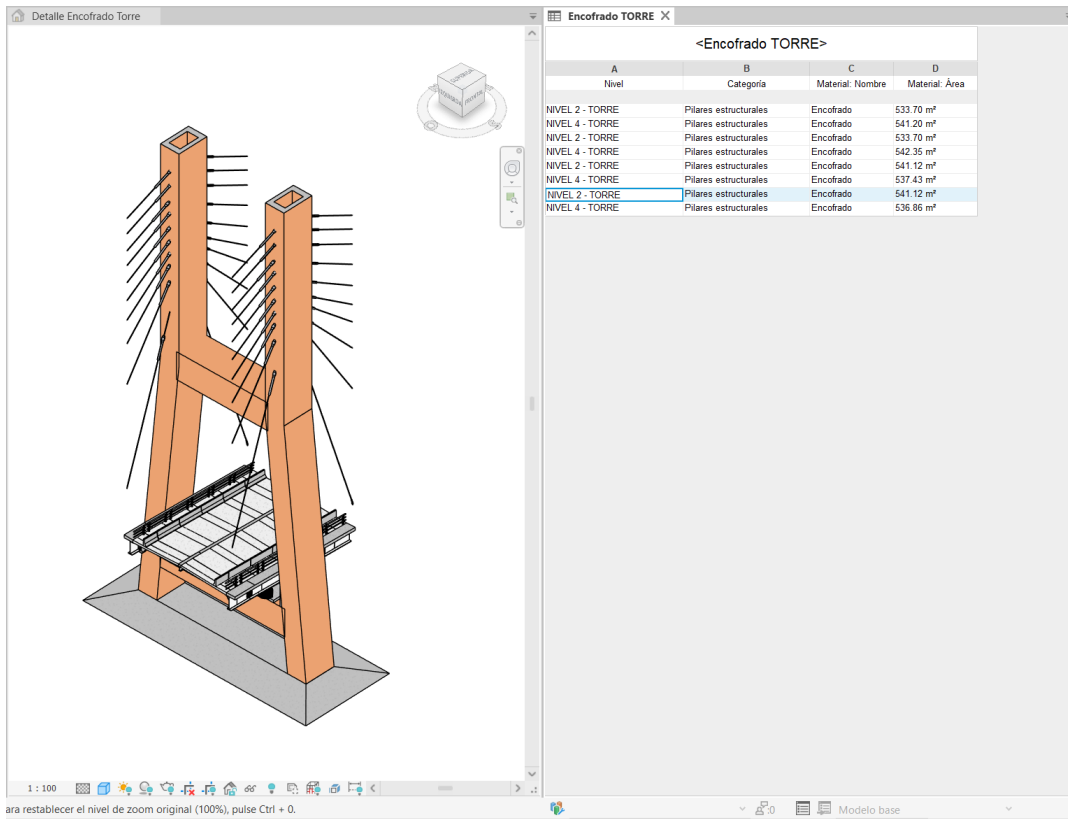 Detalle Encofrado Torre
Encofrado TORRE
<Encofrado TORRE>
A B C D
Nivel Categoría Material: Nombre Material: Área
NIVEL 2 - TORRE Pilares estructurales Encofrado 533.70 m²
NIVEL 4 - TORRE Pilares estructurales Encofrado 541.20 m²
NIVEL 2 - TORRE Pilares estructurales Encofrado 533.70 m²
NIVEL 4 - TORRE Pilares estructurales Encofrado 542.35 m²
NIVEL 2 - TORRE Pilares estructurales Encofrado 541.12 m²
NIVEL 4 - TORRE Pilares estructurales Encofrado 537.43 m²
NIVEL 2 - TORRE Pilares estructurales Encofrado 541.12 m²
NIVEL 4 - TORRE Pilares estructurales Encofrado 536.86 m²
1 : 100
ara restablecer el nivel de zoom original (100%), pulse Ctrl + 0.
:0
Modelo base